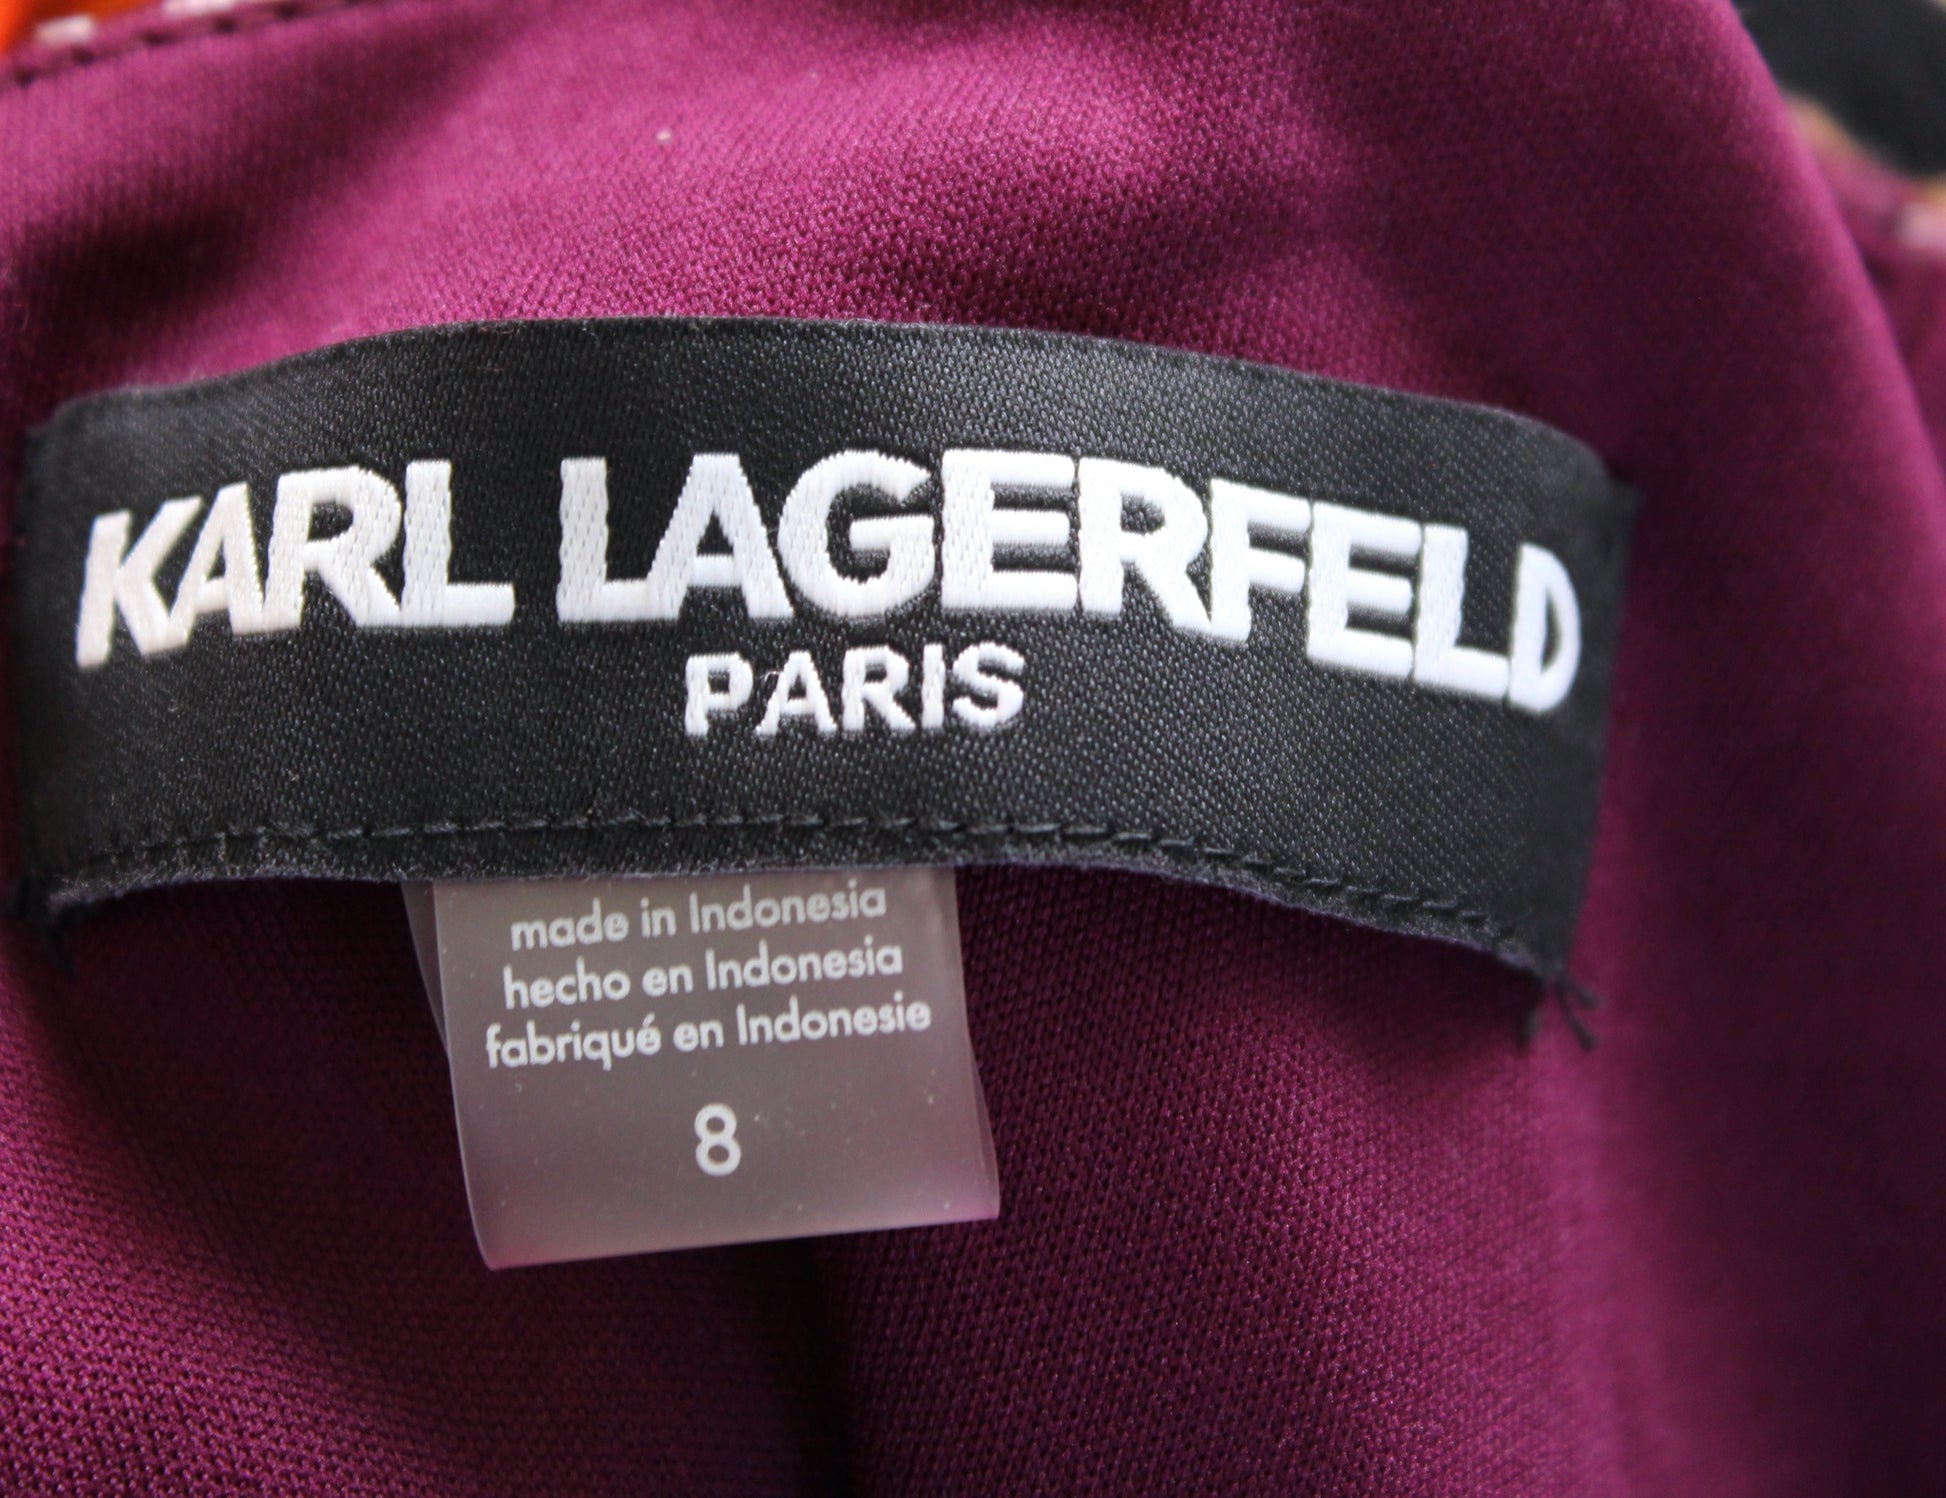 KARL LAGERFELD
PARIS
made in Indonesia
hecho en Indonesia
fabriqué en Indonesie
8